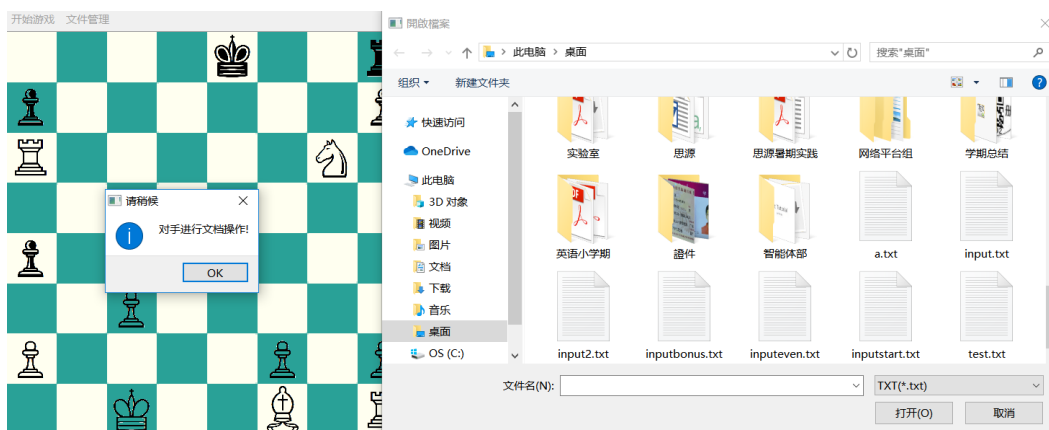 开始游戏 文件管理
请稍候
对手进行文档操作!
OK
開啟檔案
此电脑 > 桌面
搜索"桌面"
组织 新建文件夹
快速访问
OneDrive
此电脑
3D 对象
视频
图片
文档
下载
音乐
桌面
OS (C:)
实验室 思源 思源暑期实践 网络平台组 学期总结
英语小学期 證件 智能体部 a.txt input.txt
input2.txt inputbonus.txt inputeven.txt inputstart.txt test.txt
文件名(N): TXT(*.txt)
打开(O) 取消